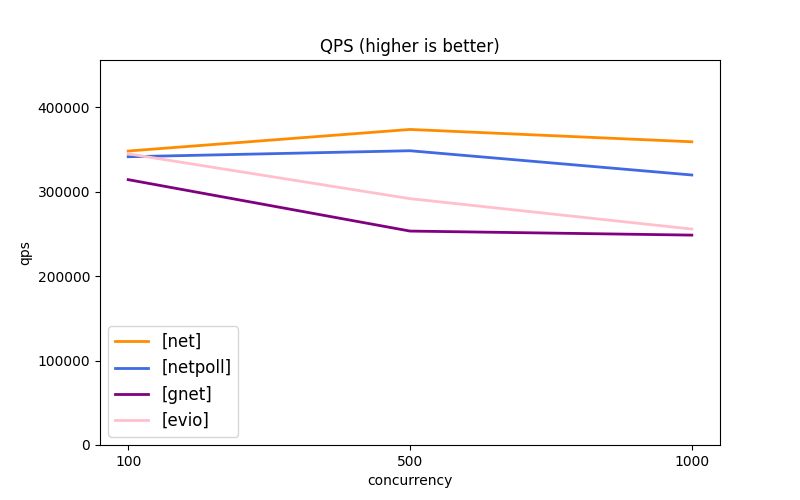 QPS (higher is better)
qps
400000
300000
200000
100000
0
[net]
[netpoll]
[gnet]
[evio]
100 500 1000
concurrency